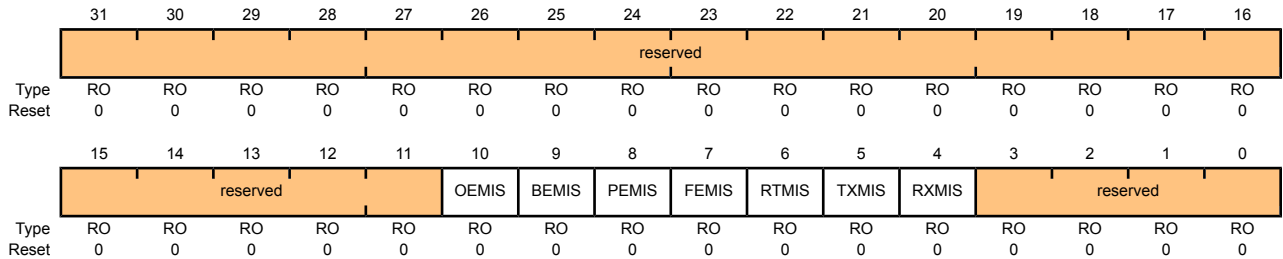 31 30 29 28 27 26 25 24 23 22 21 20 19 18 17 16
reserved
Type RO RO RO RO RO RO RO RO RO RO RO RO RO RO RO RO
Reset 0 0 0 0 0 0 0 0 0 0 0 0 0 0 0 0
15 14 13 12 11 10 9 8 7 6 5 4 3 2 1 0
reserved OEMIS BEMIS PEMIS FEMIS RTMIS TXMIS RXMIS reserved
Type RO RO RO RO RO RO RO RO RO RO RO RO RO RO RO RO
Reset 0 0 0 0 0 0 0 0 0 0 0 0 0 0 0 0